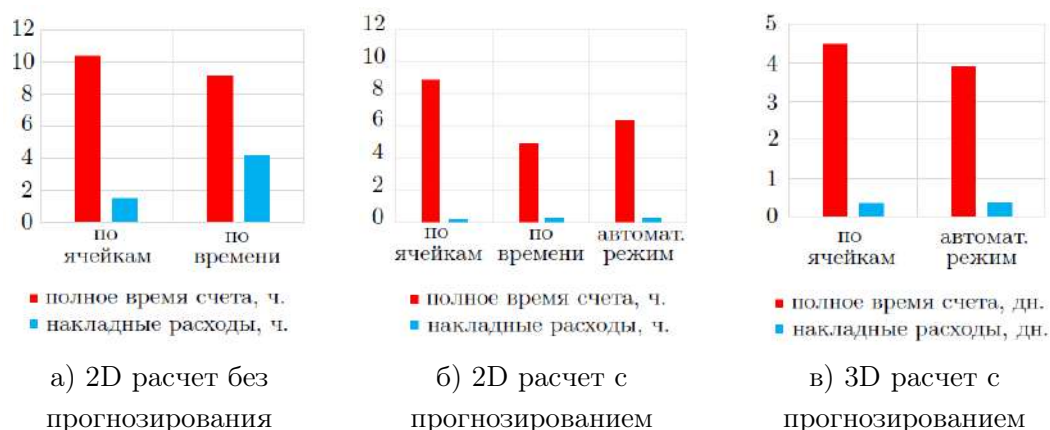 12
10
8
6
4
2
0
по ячейкам
по времени
полное время счета, ч.
накладные расходы, ч.
а) 2D расчет без
прогнозирования
12
10
8
6
4
2
0
по ячейкам
по времени
автомат. режим
полное время счета, ч.
накладные расходы, ч.
б) 2D расчет с
прогнозированием
5
4
3
2
1
0
по ячейкам
автомат. режим
полное время счета, дн.
накладные расходы, дн.
в) 3D расчет с
прогнозированием